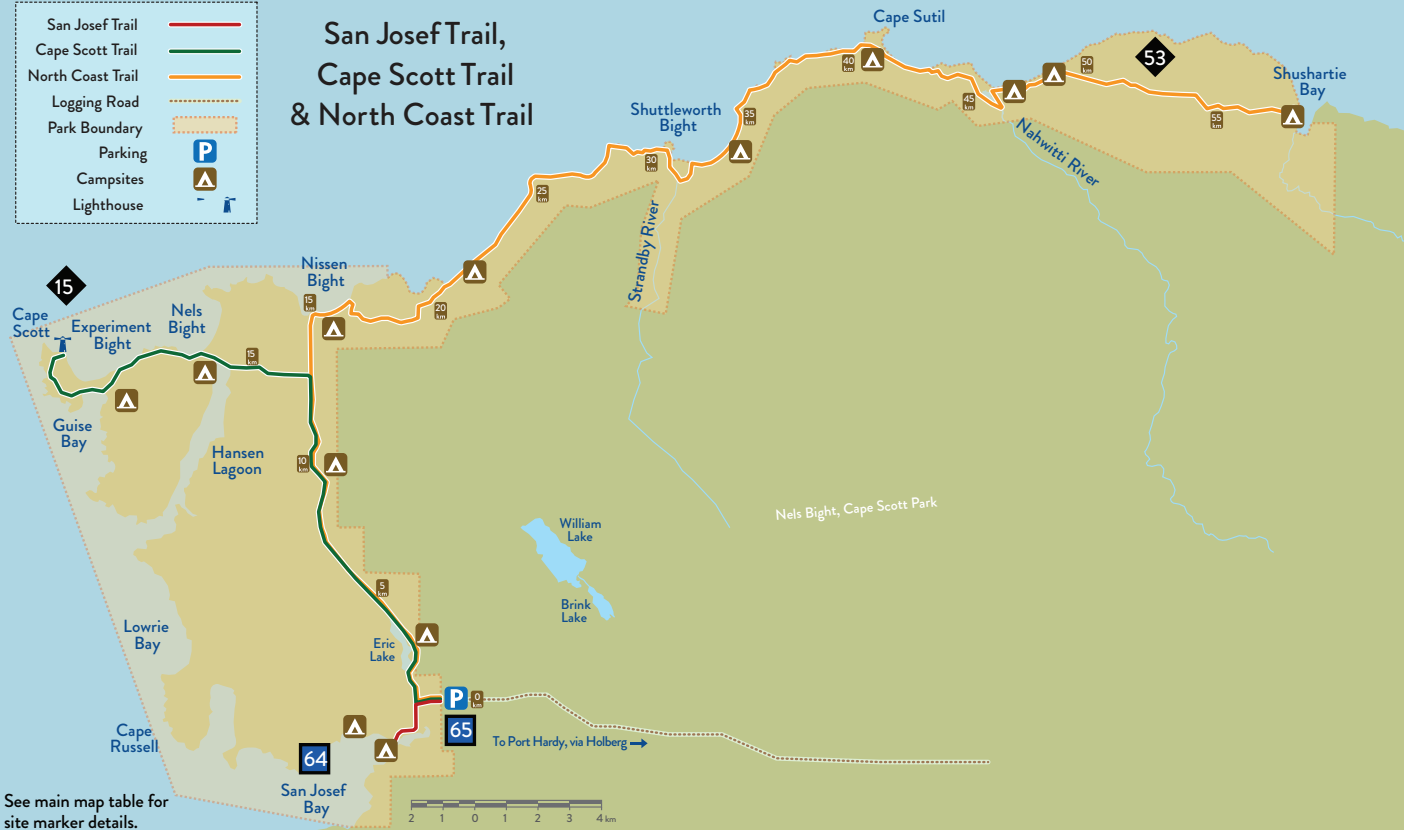 San Josef Trail
Cape Scott Trail
North Coast Trail
Logging Road
Park Boundary
Parking
P
Campsites
Lighthouse
San Josef Trail,
Cape Scott Trail
& North Coast Trail
Cape Sutil
40
km
50
km
53
Shushartie
Bay
Shuttleworth
Bight
35
km
45
km
55
km
Nahwitti River
30
km
25
km
Strandby River
Nissen
Bight
15
km
20
km
15
Cape
Scott
Experiment
Bight
Nels
Bight
15
km
Guise
Bay
Hansen
Lagoon
10
km
Nels Bight, Cape Scott Park
William
Lake
Brink
Lake
5
km
Lowrie
Bay
Eric
Lake
P
0
km
65
To Port Hardy, via Holberg
Cape
Russell
64
San Josef
Bay
See main map table for
site marker details.
2 1 0 1 2 3 4 km